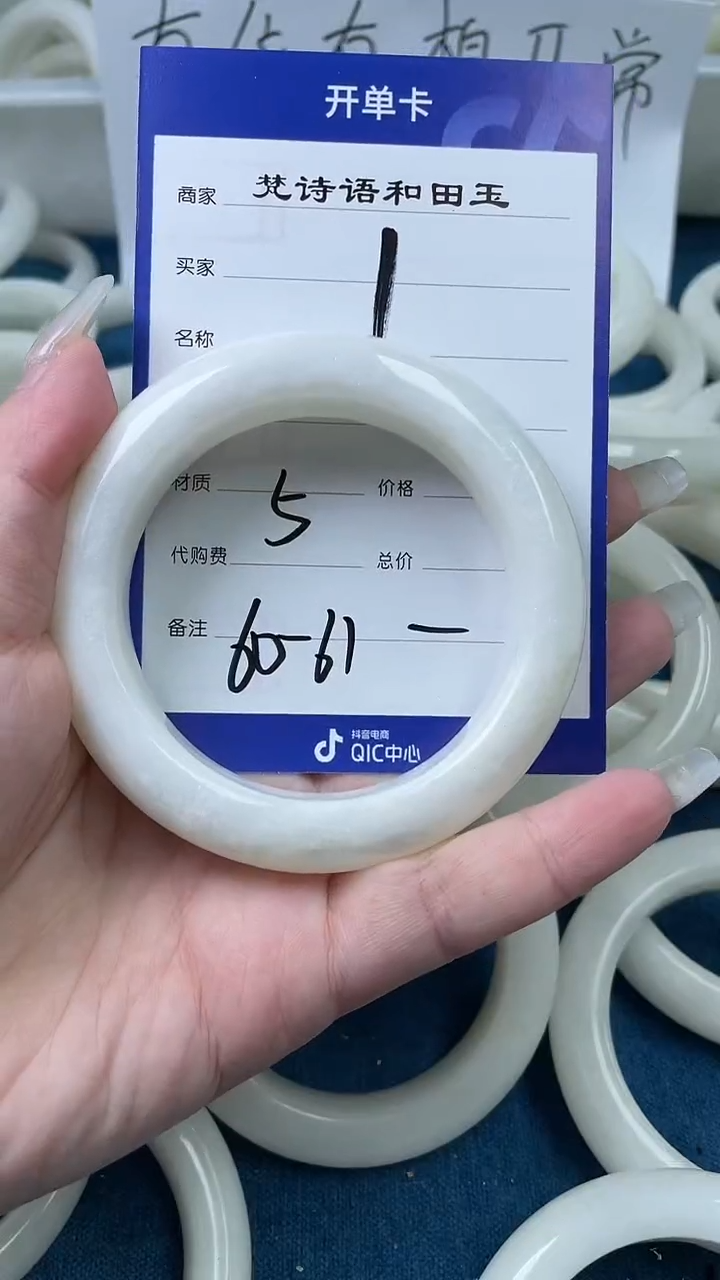 开单卡
商家 梵诗语和田玉
买家
名称
材质 5 价格
代购费 总价
备注 60-61 一
抖音电商
QIC中心